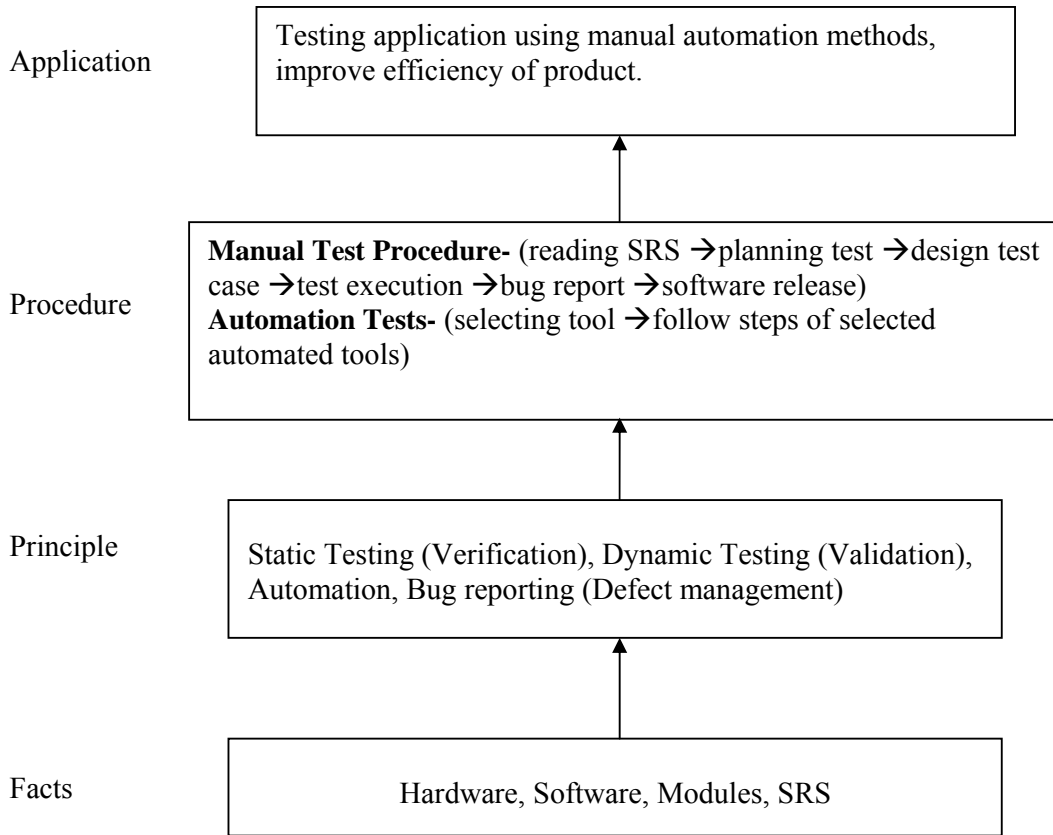 Application
Testing application using manual automation methods,
improve efficiency of product.
Procedure
Manual Test Procedure- (reading SRS →planning test →design test
case →test execution →bug report →software release)
Automation Tests- (selecting tool →follow steps of selected
automated tools)
Principle
Static Testing (Verification), Dynamic Testing (Validation),
Automation, Bug reporting (Defect management)
Facts
Hardware, Software, Modules, SRS